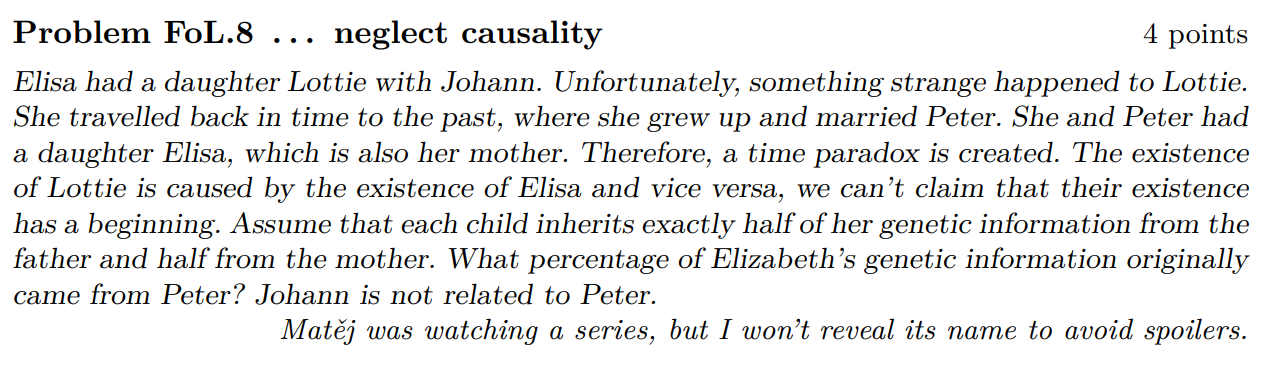 Problem FoL.8 ... neglect causality 4 points
Elisa had a daughter Lottie with Johann. Unfortunately, something strange happened to Lottie.
She travelled back in time to the past, where she grew up and married Peter. She and Peter had
a daughter Elisa, which is also her mother. Therefore, a time paradox is created. The existence
of Lottie is caused by the existence of Elisa and vice versa, we can't claim that their existence
has a beginning. Assume that each child inherits exactly half of her genetic information from the
father and half from the mother. What percentage of Elizabeth's genetic information originally
came from Peter? Johann is not related to Peter.
Matěj was watching a series, but I won't reveal its name to avoid spoilers.